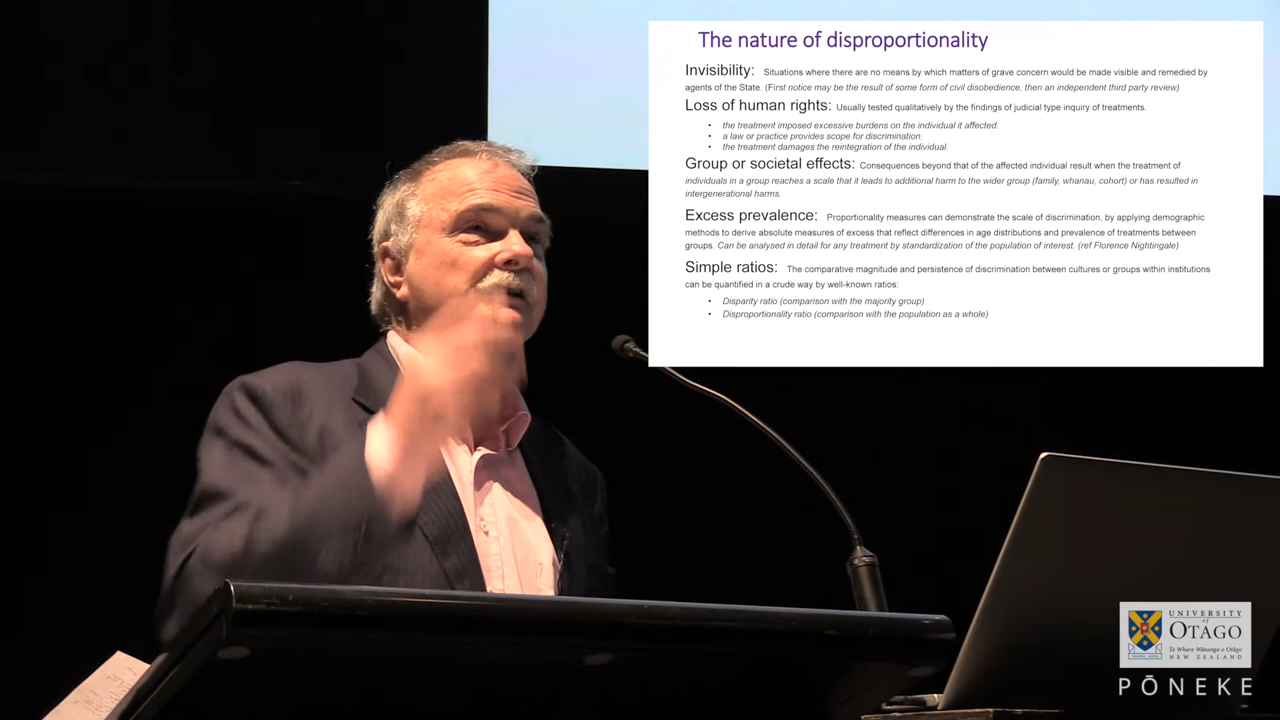 The nature of disproportionality
Invisibility: Situations where there are no means by which matters of grave concern would be made visible and remedied by
agents of the State. (First notice may be the result of some form of civil disobedience, then an independent third party review)
Loss of human rights: Usually tested qualitatively by the findings of judicial type inquiry of treatments.
• the treatment imposed excessive burdens on the individual it affected.
• a law or practice provides scope for discrimination.
• the treatment damages the reintegration of the individual.
Group or societal effects: Consequences beyond that of the affected individual result when the treatment of
individuals in a group reaches a scale that it leads to additional harm to the wider group (family, whanau, cohort) or has resulted in
intergenerational harms.
Excess prevalence: Proportionality measures can demonstrate the scale of discrimination, by applying demographic
methods to derive absolute measures of excess that reflect differences in age distributions and prevalence of treatments between
groups. Can be analysed in detail for any treatment by standardization of the population of interest. (ref Florence Nightingale)
Simple ratios: The comparative magnitude and persistence of discrimination between cultures or groups within institutions
can be quantified in a crude way by well-known ratios:
• Disparity ratio (comparison with the majority group)
• Disproportionality ratio (comparison with the population as a whole)
UNIVERSITY
of
OTAGO
Te Whare Wānanga o Otāgo
NEW ZEALAND
PŌNEKE